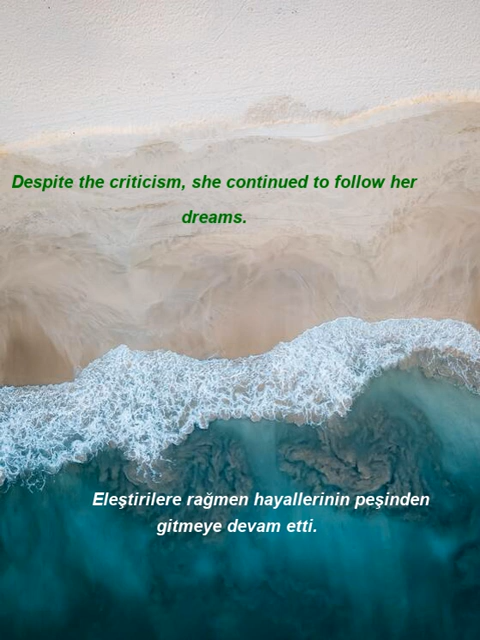 Despite the criticism, she continued to follow her
dreams.
Eleştirilere rağmen hayallerinin peşinden
gitmeye devam etti.